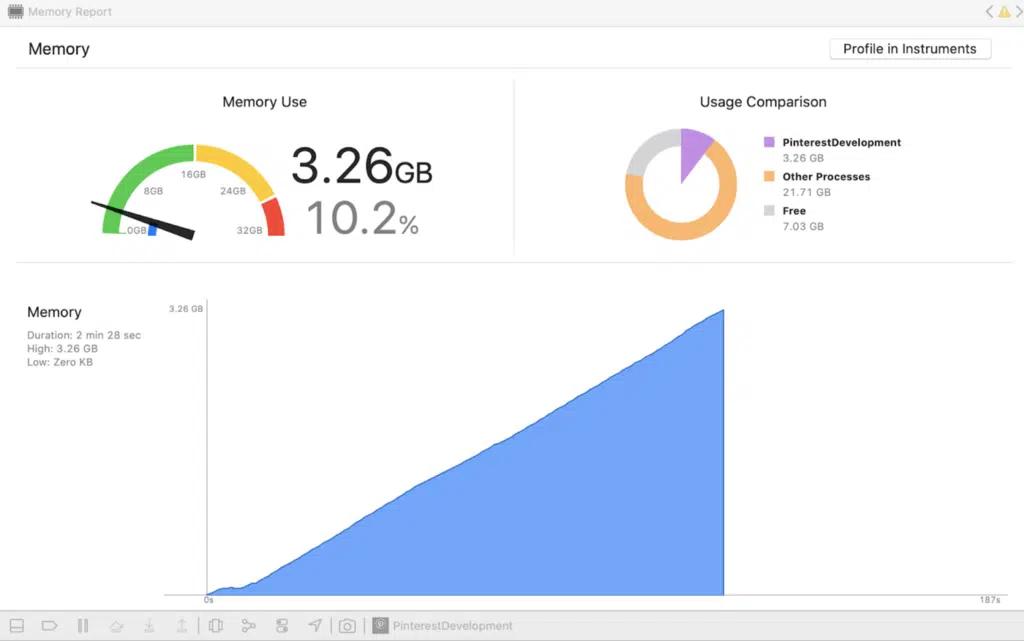 Memory Report
Memory
Profile in Instruments
Memory Use
0GB
8GB
16GB
24GB
32GB
3.26GB
10.2%
Usage Comparison
PinterestDevelopment
3.26 GB
Other Processes
21.71 GB
Free
7.03 GB
Memory
Duration: 2 min 28 sec
High: 3.26 GB
Low: Zero KB
3.26 GB
0s
187s
PinterestDevelopment